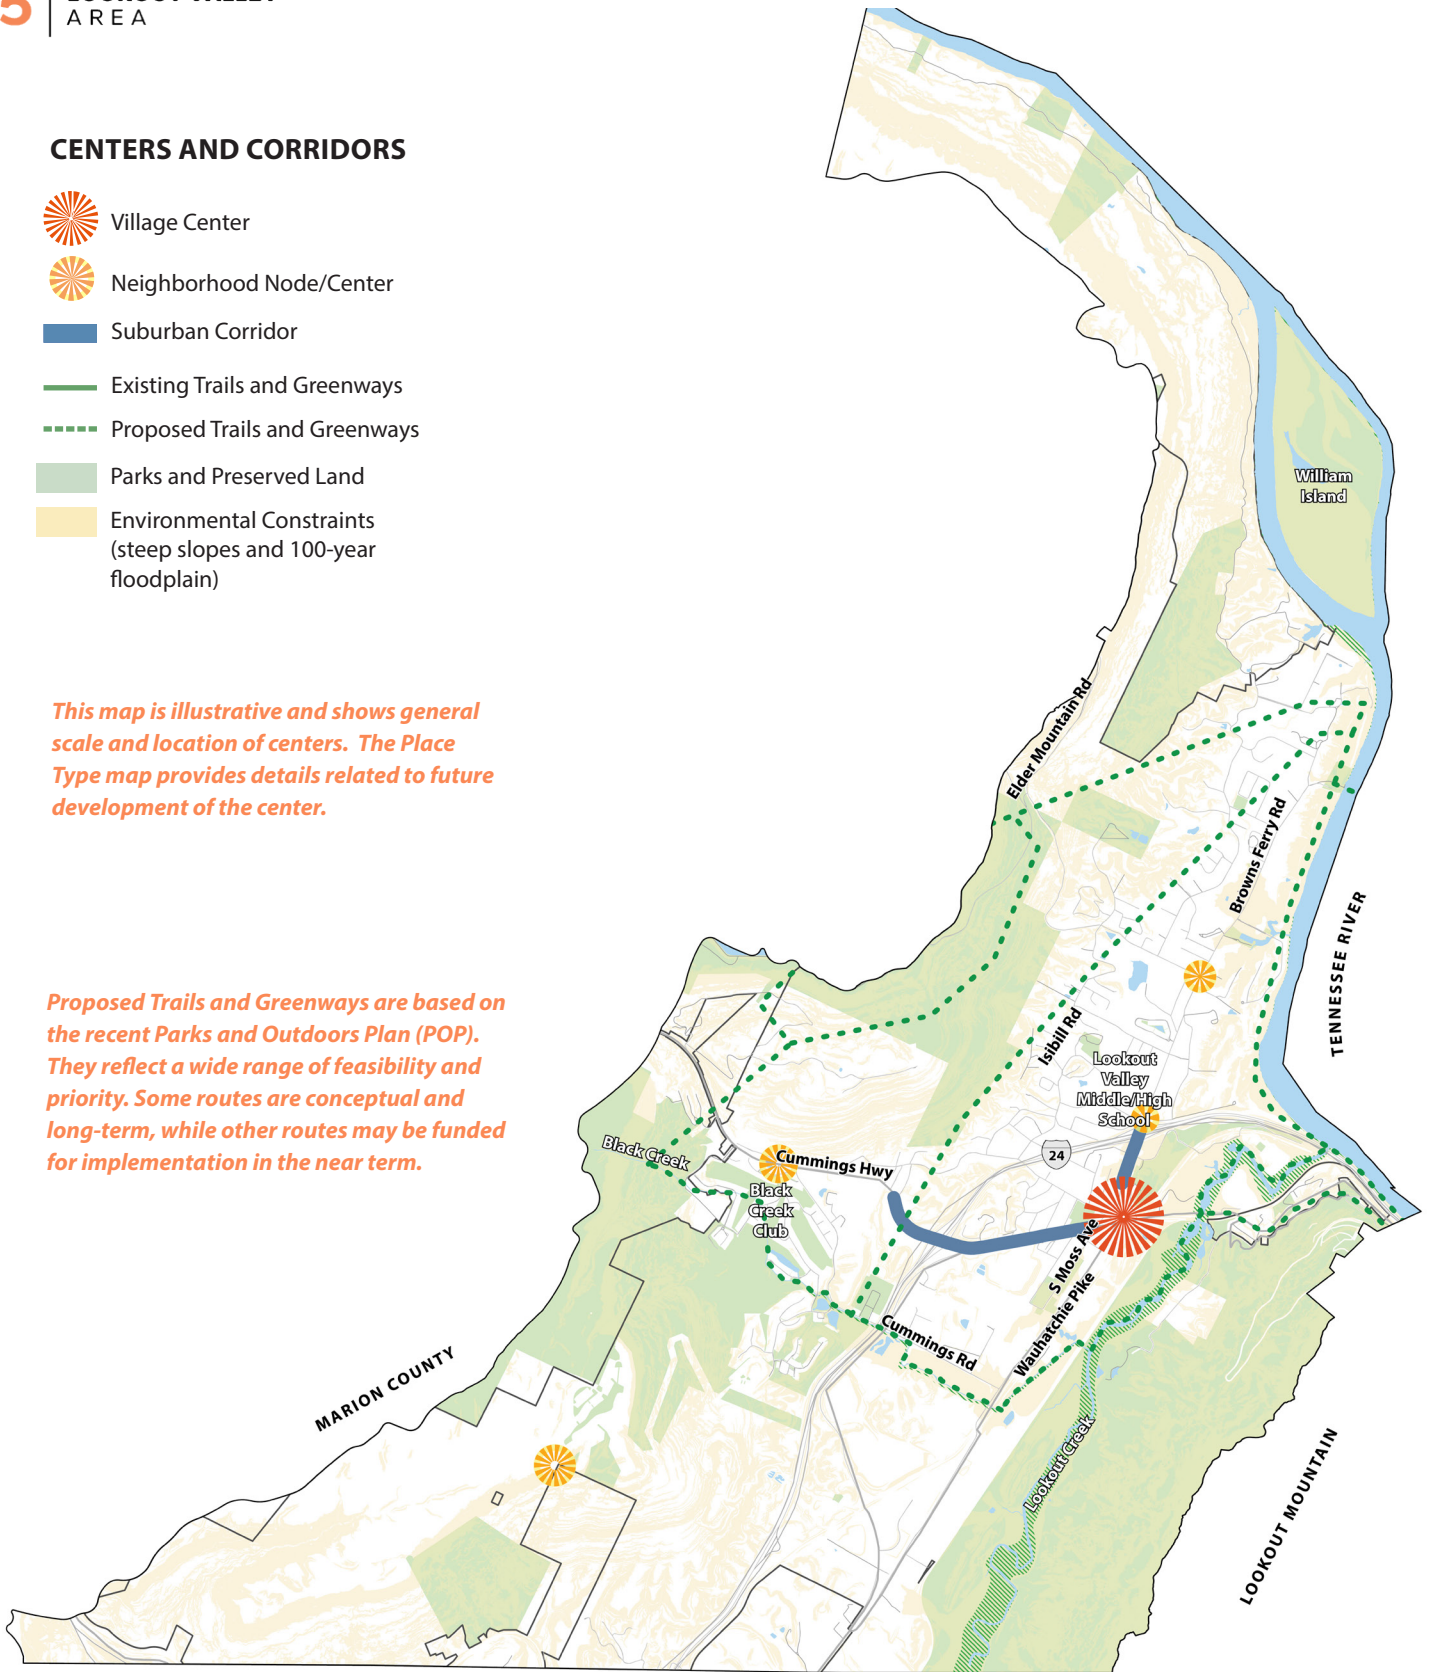 5
LOOKOUT VALLEY
AREA
CENTERS AND CORRIDORS
Village Center
Neighborhood Node/Center
Suburban Corridor
Existing Trails and Greenways
Proposed Trails and Greenways
Parks and Preserved Land
Environmental Constraints
(steep slopes and 100-year
floodplain)
This map is illustrative and shows general
scale and location of centers. The Place
Type map provides details related to future
development of the center.
Proposed Trails and Greenways are based on
the recent Parks and Outdoors Plan (POP).
They reflect a wide range of feasibility and
priority. Some routes are conceptual and
long-term, while other routes may be funded
for implementation in the near term.
William
Island
Elder Mountain Rd
Browns Ferry Rd
TENNESSEE RIVER
Isibill Rd
Lookout
Valley
Middle/High
School
24
Black Creek
Cummings Hwy
Black
Creek
Club
S Moss Ave
Wauhatchie Pike
Cummings Rd
MARION COUNTY
Lookout Creek
LOOKOUT MOUNTAIN